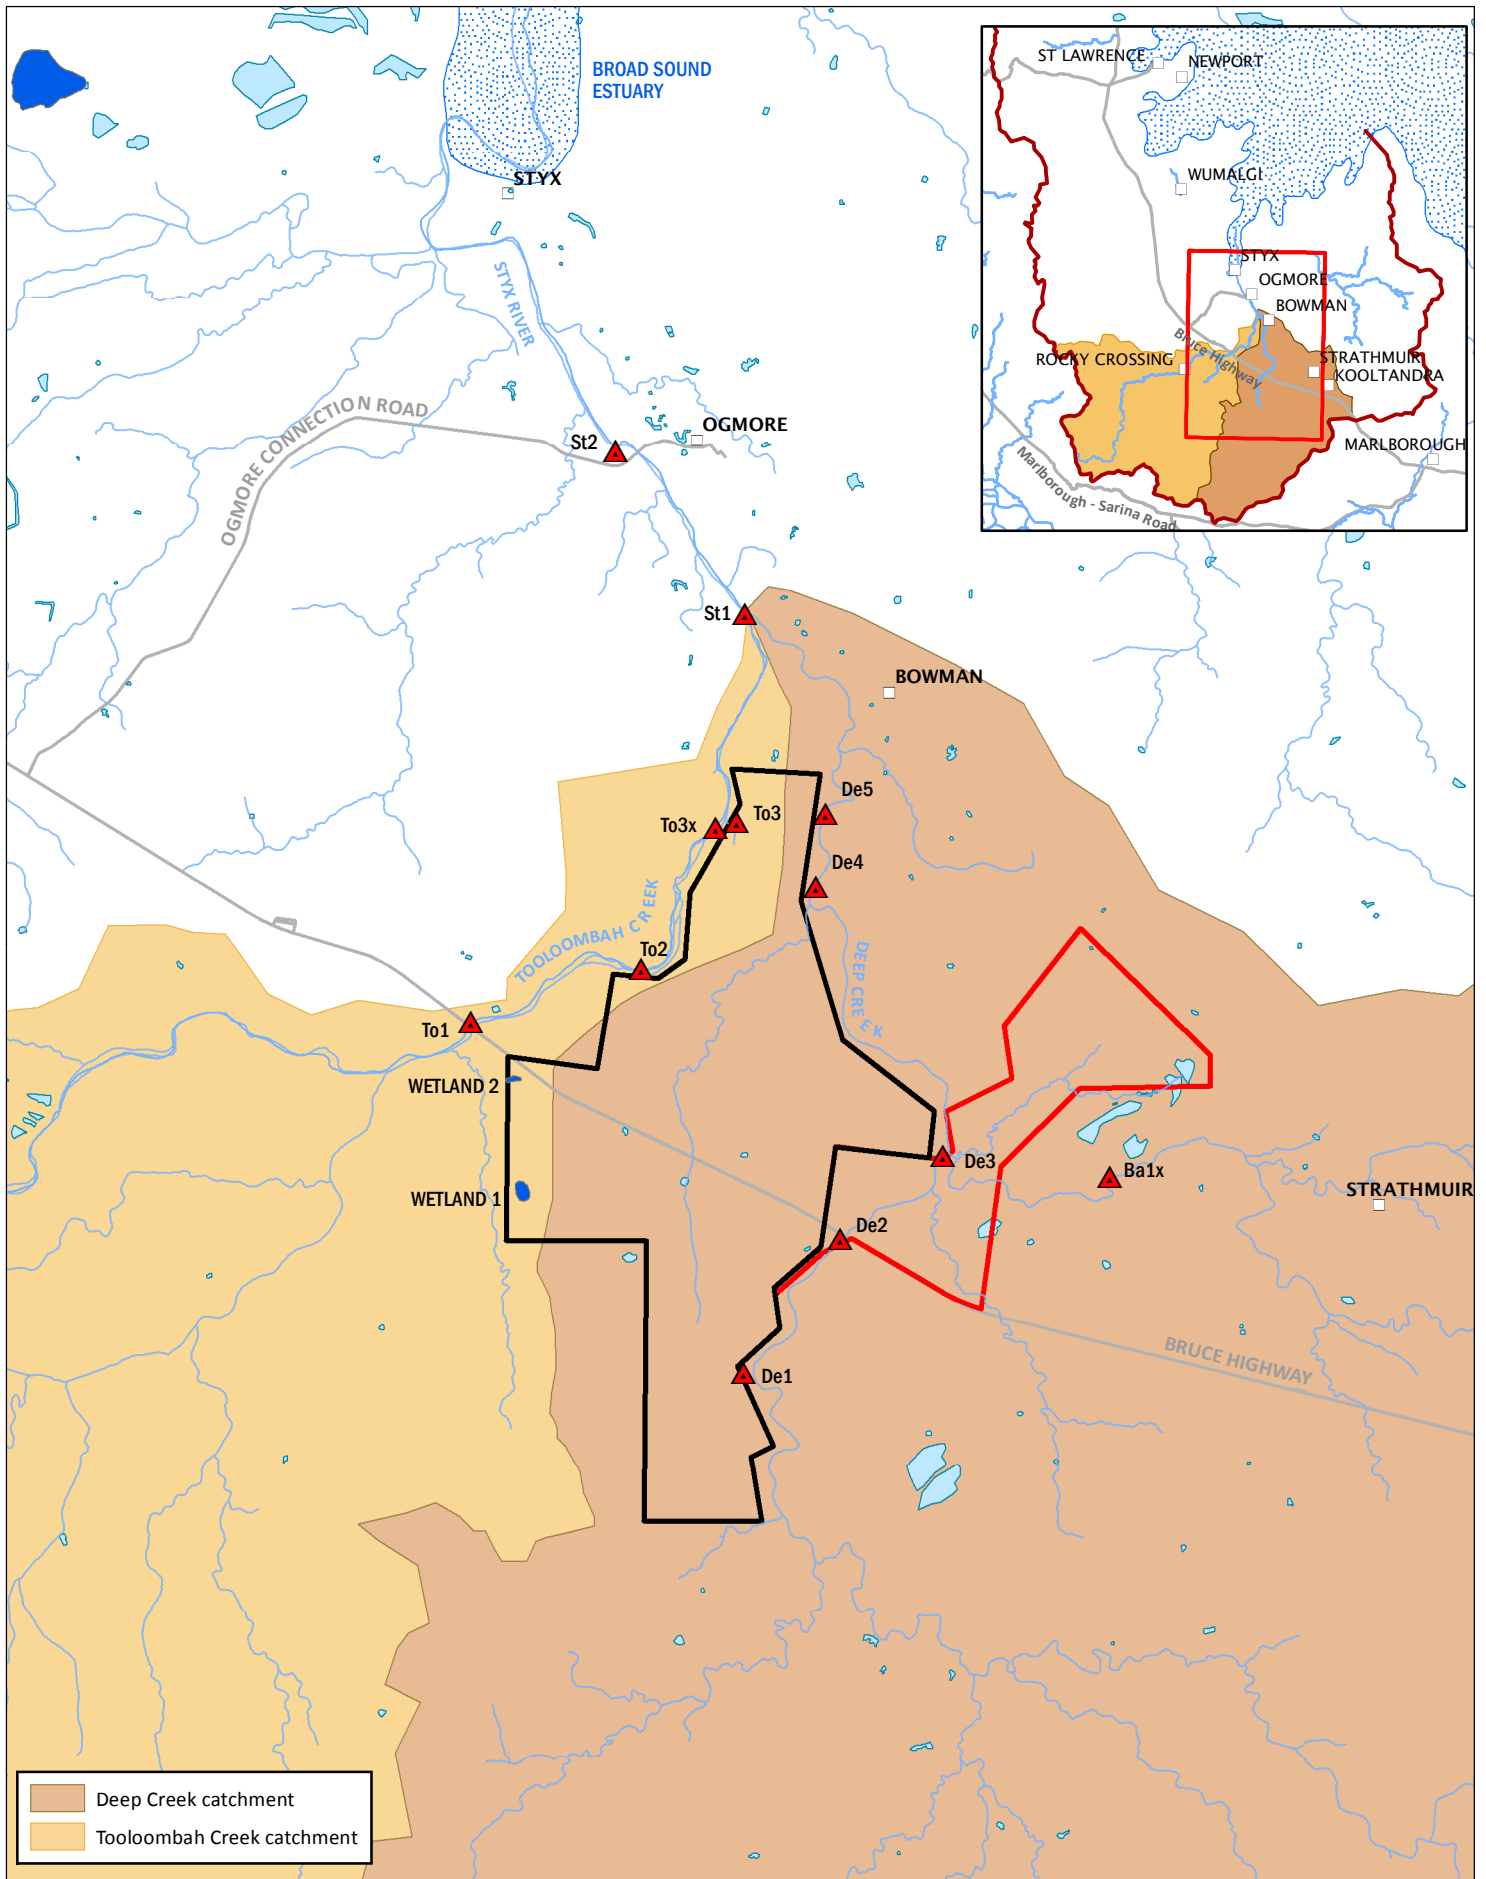 BROAD SOUND
ESTUARY
STYX
STYX RIVER
OGMORE CONNECTION ROAD
St2
OGMORE
St1
BOWMAN
De5
To3
To3x
De4
TOOLOOMBAH CREEK
To2
DEEP CREEK
To1
WETLAND 2
De3
Ba1x
WETLAND 1
STRATHMUIR
De2
BRUCE HIGHWAY
De1
Deep Creek catchment
Tooloombah Creek catchment
ST LAWRENCE
NEWPORT
WUMALGI
STYX
OGMORE
BOWMAN
Bruce Highway
ROCKY CROSSING
STRATHMUIR
KOOLTANDRA
MARLBOROUGH
Marlborough - Sarina Road